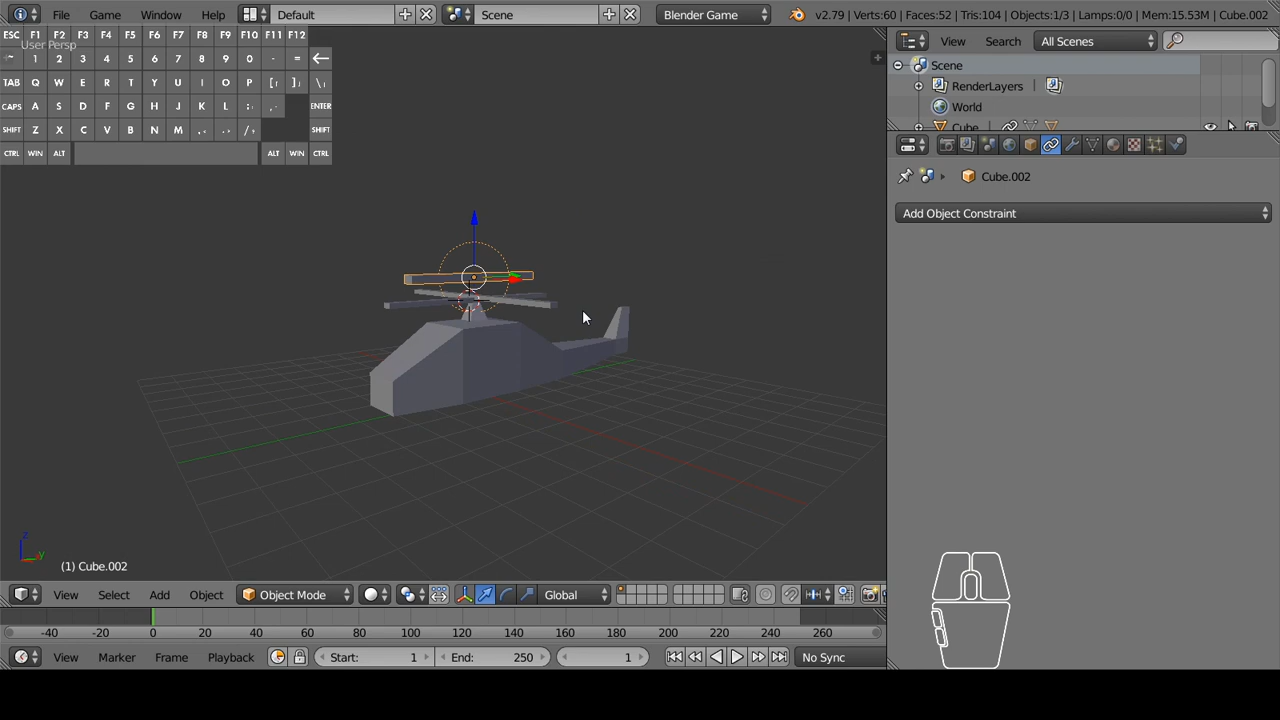 File Game Window Help Default Scene Blender Game v2.79 | Verts:60 | Faces:52 | Tris:104 | Objects:1/3 | Lamps:0/0 | Mem:15.53M | Cube.002
ESC F1 F2 F3 F4 F5 F6 F7 F8 F9 F10 F11 F12
User Persp
~ 1 2 3 4 5 6 7 8 9 0 - =
TAB Q W E R T Y U I O P [{ ]} \|
CAPS A S D F G H J K L ;: ENTER
SHIFT Z X C V B N M ,< .> /? SHIFT
CTRL WIN ALT ALT WIN CTRL
View Search All Scenes
Scene
RenderLayers
World
Cube
Cube.002
Add Object Constraint
z
y
(1) Cube.002
View Select Add Object Object Mode Global
-40 -20 0 20 40 60 80 100 120 140 160 180 200 220 240 260
View Marker Frame Playback Start: 1 End: 250 1 No Sync